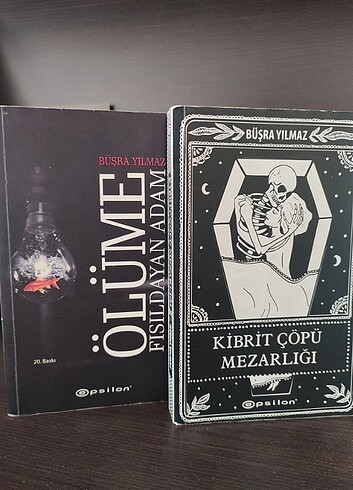 BÜŞRA YILMAZ
ÖLÜME
FISILDAYAN ADAM
20. Baskı
epsilon
BÜŞRA YILMAZ
KİBRİT ÇÖPÜ
MEZARLIĞI
epsilon